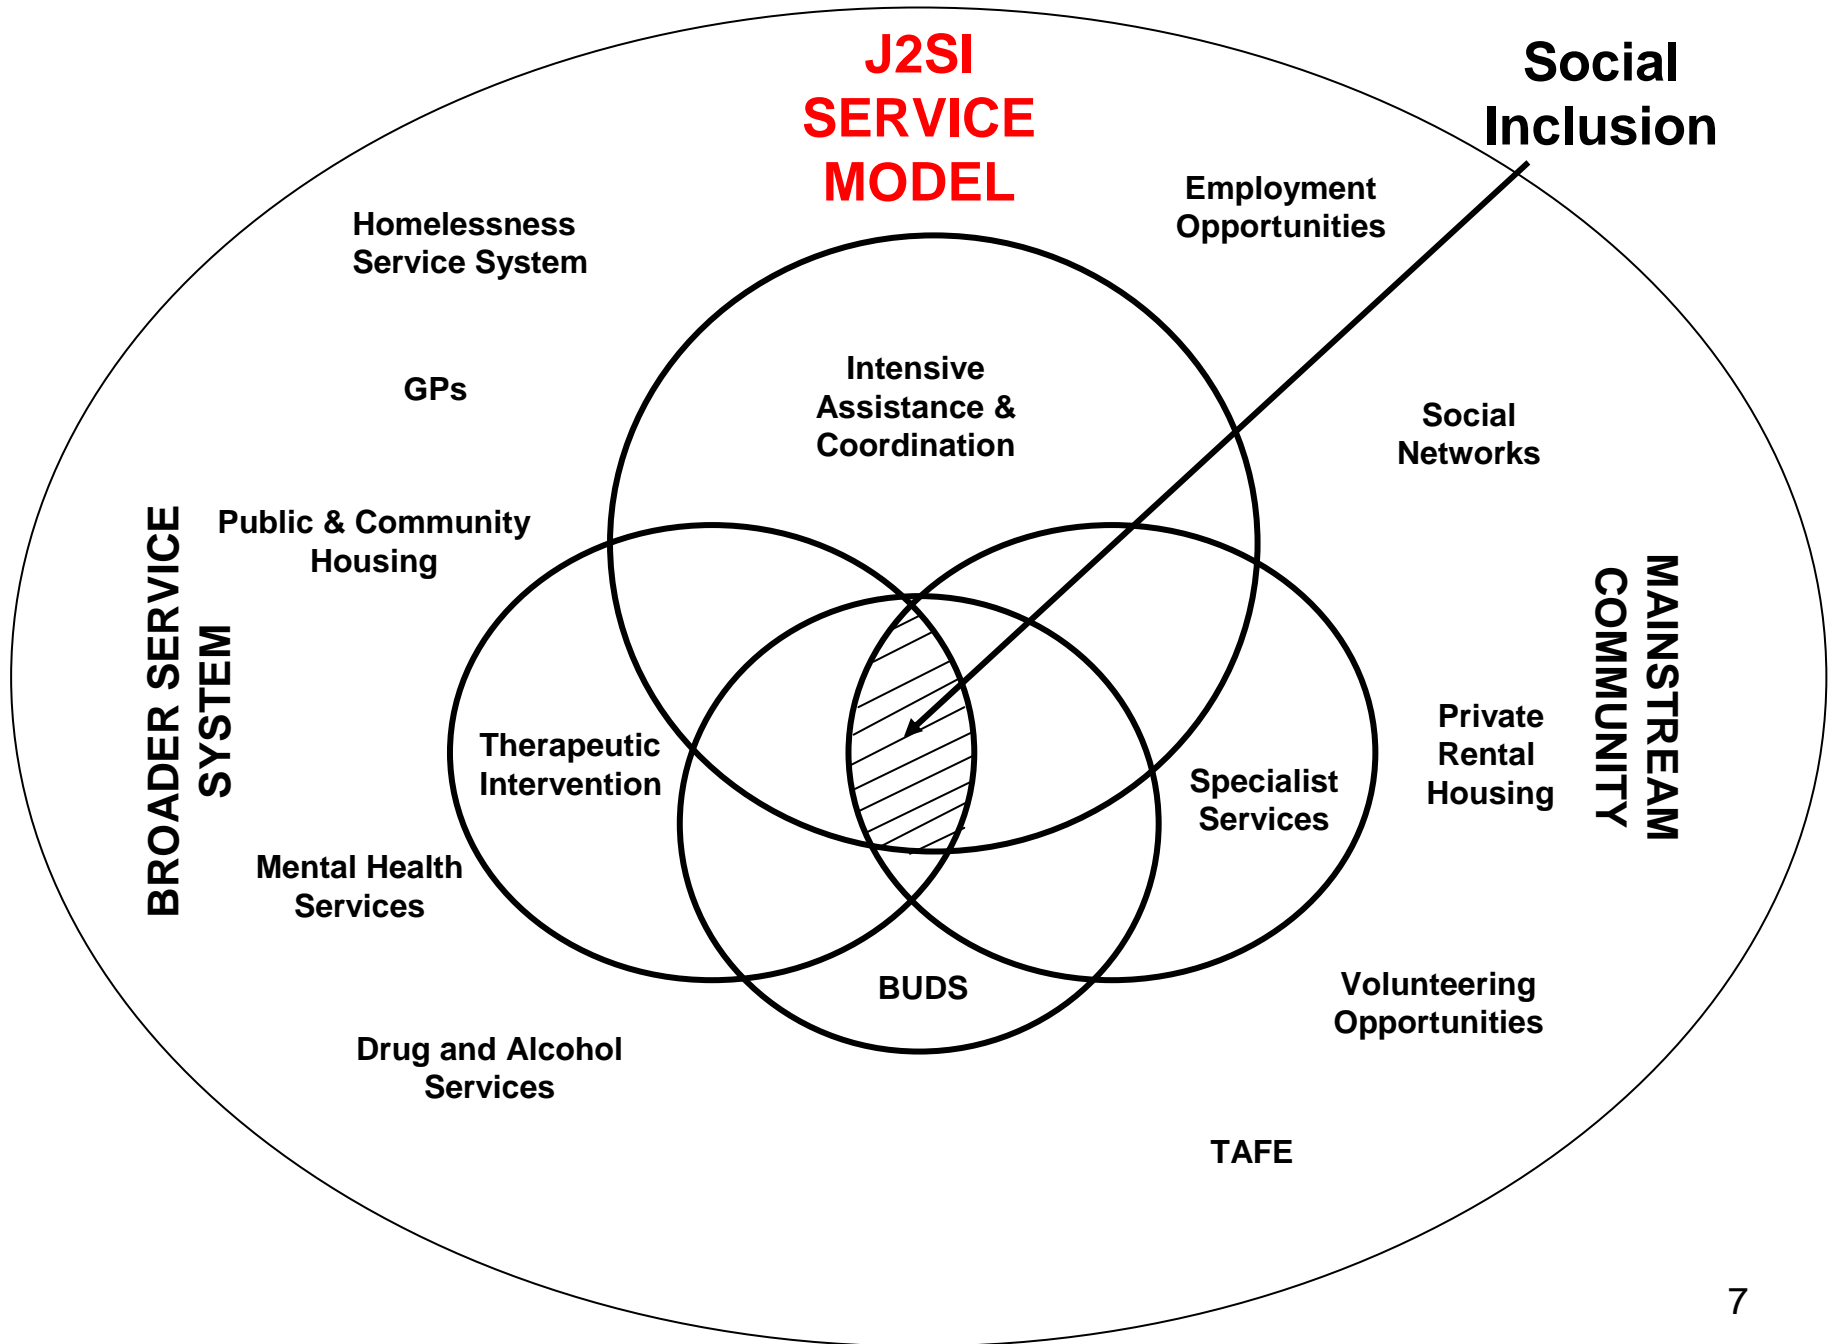 J2SI
SERVICE
MODEL
Social
Inclusion
Employment
Opportunities
Homelessness
Service System
Intensive
Assistance &
Coordination
GPs
Social
Networks
Public & Community
Housing
BROADER SERVICE
SYSTEM
MAINSTREAM
COMMUNITY
Therapeutic
Intervention
Specialist
Services
Private
Rental
Housing
Mental Health
Services
BUDS
Volunteering
Opportunities
Drug and Alcohol
Services
TAFE
7